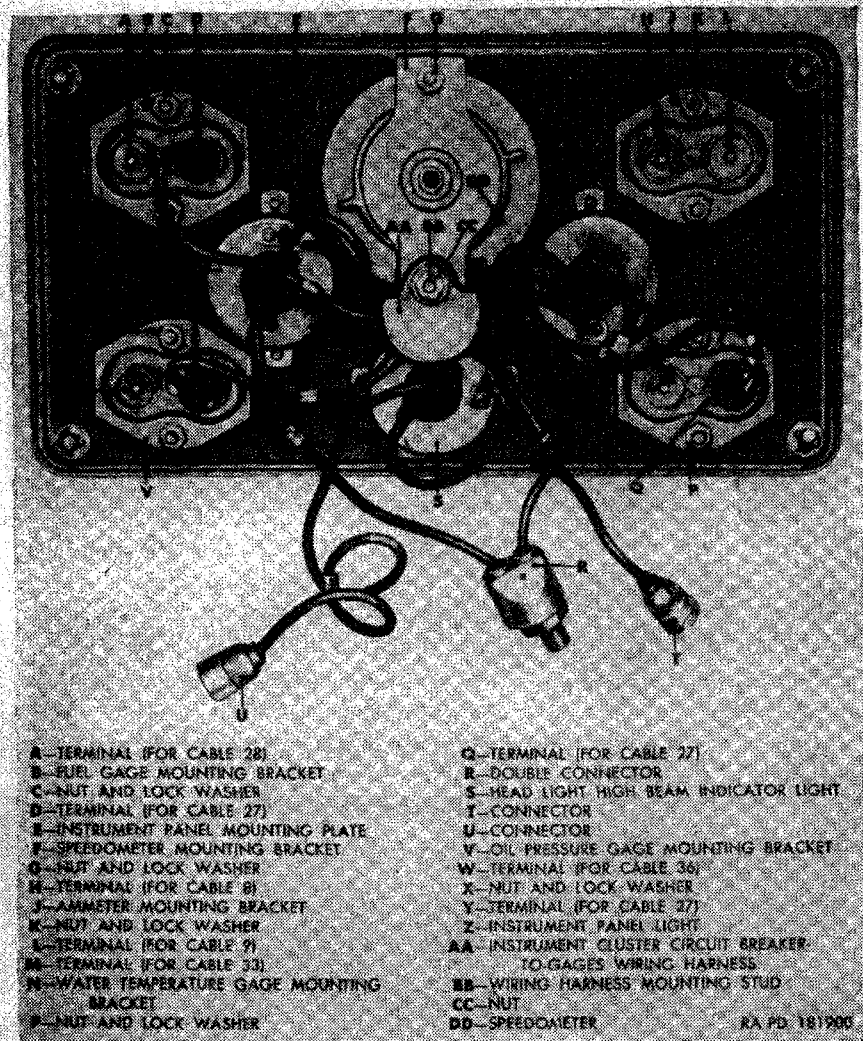 A B C D E F G H J K L
DD
AA BB CC
V S Q P
R
T
U
A—TERMINAL (FOR CABLE 28)
B—FUEL GAGE MOUNTING BRACKET
C—NUT AND LOCK WASHER
D—TERMINAL (FOR CABLE 27)
E—INSTRUMENT PANEL MOUNTING PLATE
F—SPEEDOMETER MOUNTING BRACKET
G—NUT AND LOCK WASHER
H—TERMINAL (FOR CABLE 8)
J—AMMETER MOUNTING BRACKET
K—NUT AND LOCK WASHER
L—TERMINAL (FOR CABLE 9)
M—TERMINAL (FOR CABLE 33)
N—WATER TEMPERATURE GAGE MOUNTING
BRACKET
P—NUT AND LOCK WASHER
Q—TERMINAL (FOR CABLE 27)
R—DOUBLE CONNECTOR
S—HEAD LIGHT HIGH BEAM INDICATOR LIGHT
T—CONNECTOR
U—CONNECTOR
V—OIL PRESSURE GAGE MOUNTING BRACKET
W—TERMINAL (FOR CABLE 36)
X—NUT AND LOCK WASHER
Y—TERMINAL (FOR CABLE 27)
Z—INSTRUMENT PANEL LIGHT
AA—INSTRUMENT CLUSTER CIRCUIT BREAKER-
TO-GAGES WIRING HARNESS
BB—WIRING HARNESS MOUNTING STUD
CC—NUT
DD—SPEEDOMETER RA PD 181900